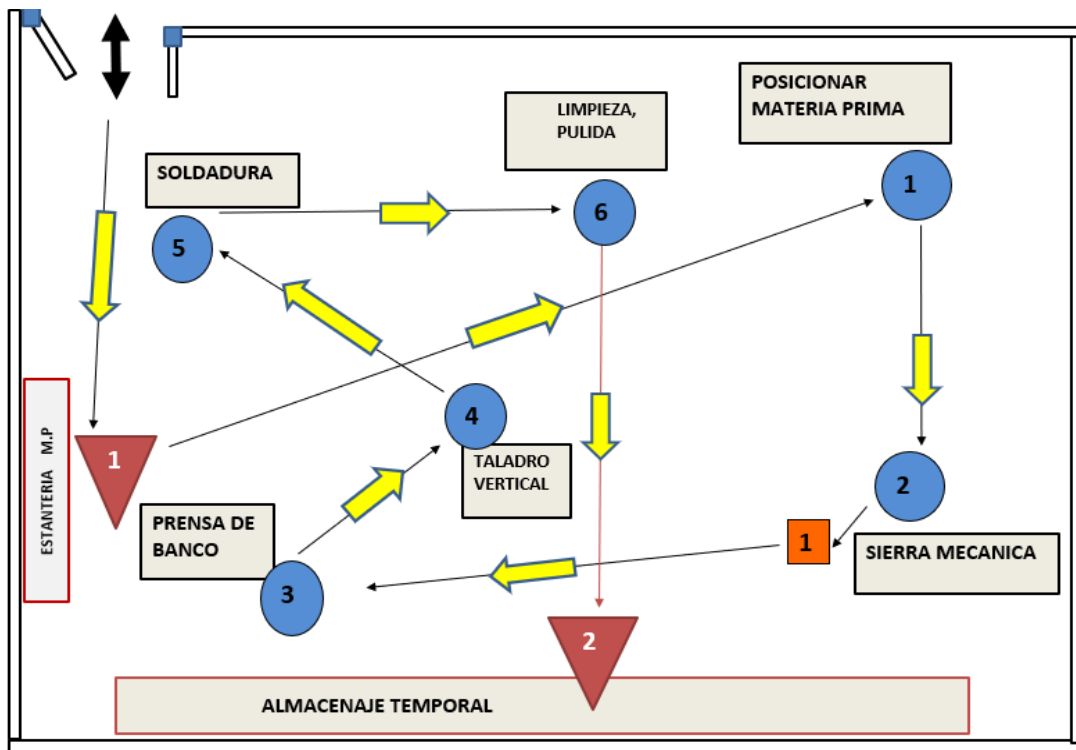 POSICIONAR
MATERIA PRIMA
LIMPIEZA,
PULIDA
SOLDADURA
1
6
5
4
TALADRO
VERTICAL
ESTANTERIA M.P
1
2
PRENSA DE
BANCO
1
SIERRA MECANICA
3
2
ALMACENAJE TEMPORAL